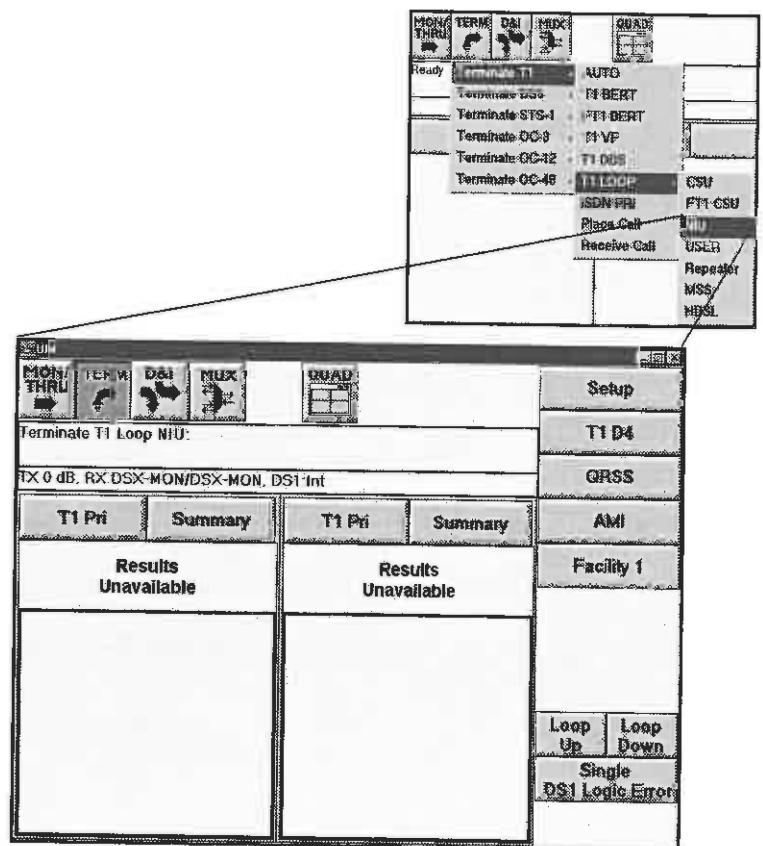 MON/ THRU TERM D&I MUX QUAD
Ready
Terminate T1
Terminate DS3
Terminate STS-1
Terminate OC-3
Terminate OC-12
Terminate OC-48
AUTO
T1 BERT
FT1 BERT
T1 VF
T1 DDS
T1 LOOP
ISDN PRI
Place Call
Receive Call
CSU
FT1 CSU
NIU
USER
Repeater
MSS
HDSL
MON/ THRU TERM D&I MUX QUAD
Terminate T1 Loop NIU:
TX 0 dB, RX DSX-MON/DSX-MON, DS1 Int
T1 Pri Summary T1 Pri Summary
Results Results
Unavailable Unavailable
Setup
T1 D4
QRSS
AMI
Facility 1
Loop Loop
Up Down
Single
DS1 Logic Error